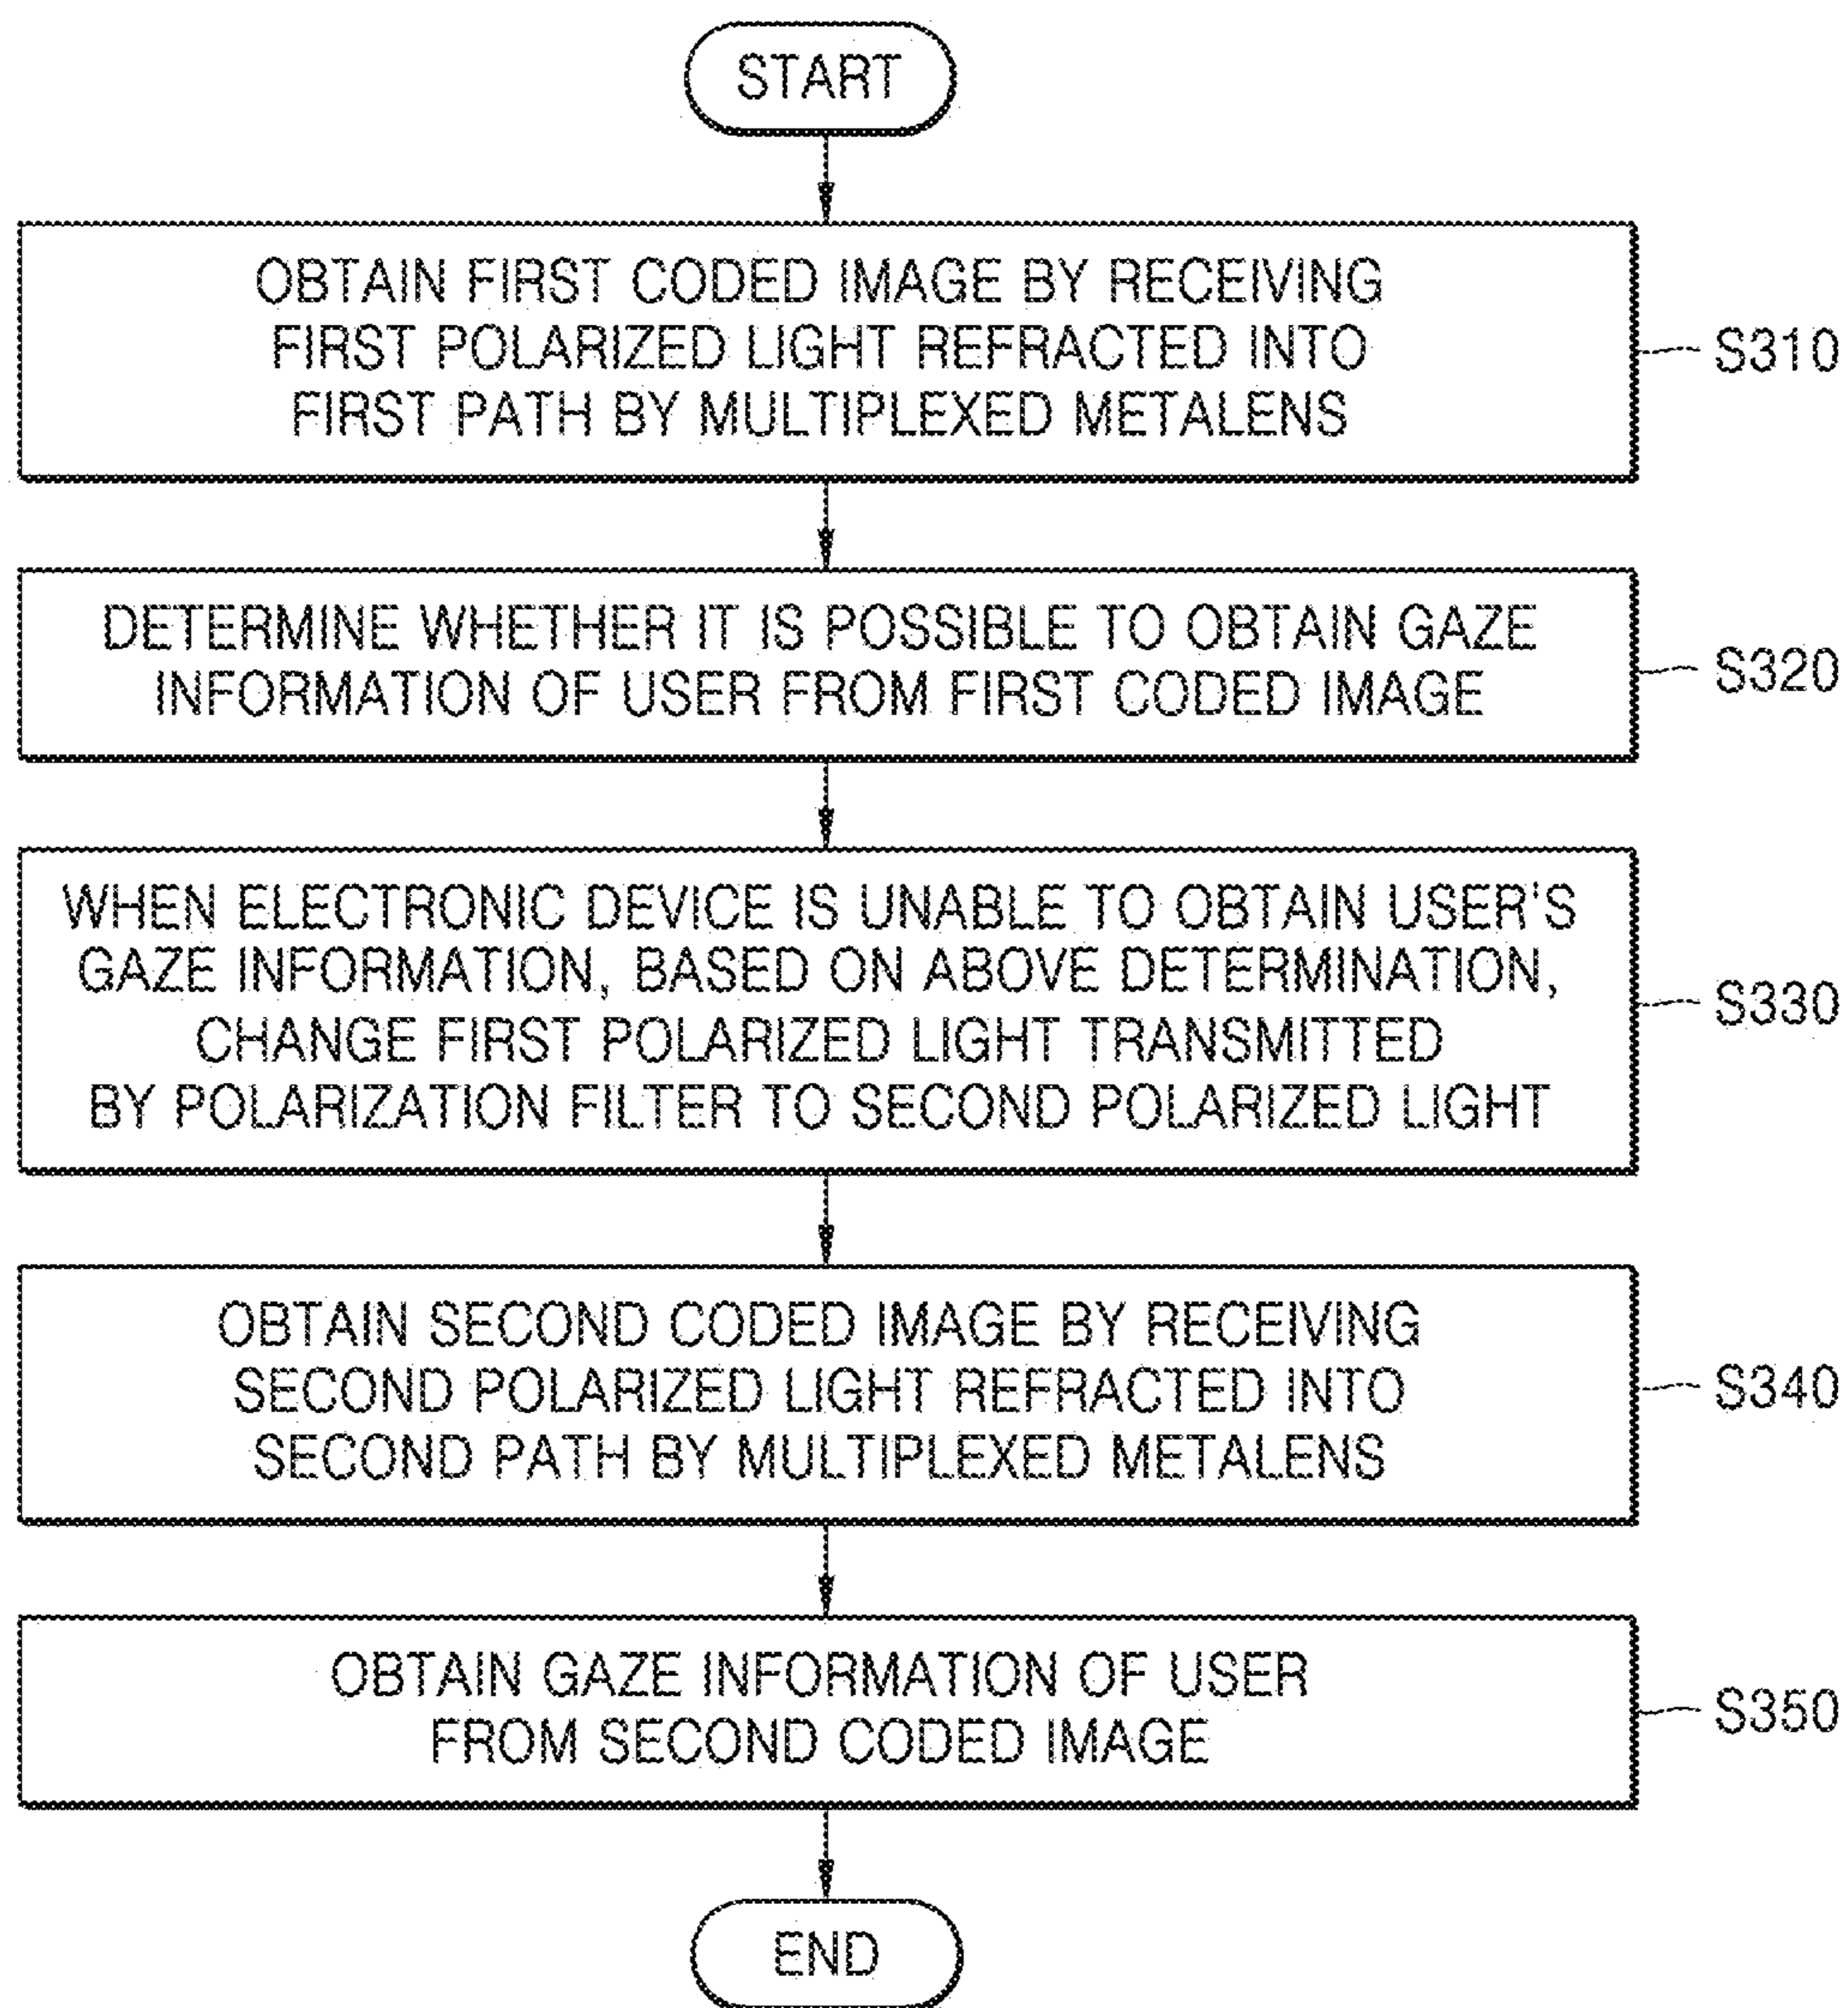 START
OBTAIN FIRST CODED IMAGE BY RECEIVING
FIRST POLARIZED LIGHT REFRACTED INTO
FIRST PATH BY MULTIPLEXED METALENS
S310
DETERMINE WHETHER IT IS POSSIBLE TO OBTAIN GAZE
INFORMATION OF USER FROM FIRST CODED IMAGE
S320
WHEN ELECTRONIC DEVICE IS UNABLE TO OBTAIN USER'S
GAZE INFORMATION, BASED ON ABOVE DETERMINATION,
CHANGE FIRST POLARIZED LIGHT TRANSMITTED
BY POLARIZATION FILTER TO SECOND POLARIZED LIGHT
S330
OBTAIN SECOND CODED IMAGE BY RECEIVING
SECOND POLARIZED LIGHT REFRACTED INTO
SECOND PATH BY MULTIPLEXED METALENS
S340
OBTAIN GAZE INFORMATION OF USER
FROM SECOND CODED IMAGE
S350
END